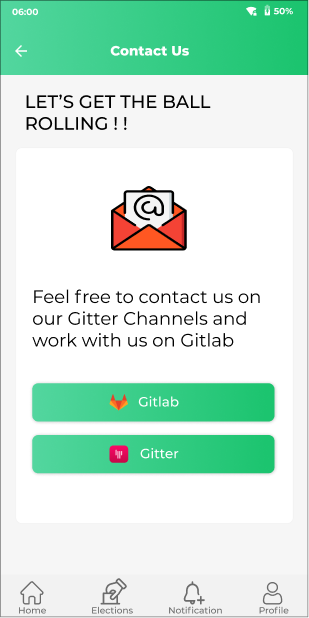 06:00
50%
Contact Us
LET’S GET THE BALL
ROLLING ! !
Feel free to contact us on
our Gitter Channels and
work with us on Gitlab
Gitlab
Gitter
Home
Elections
Notification
Profile